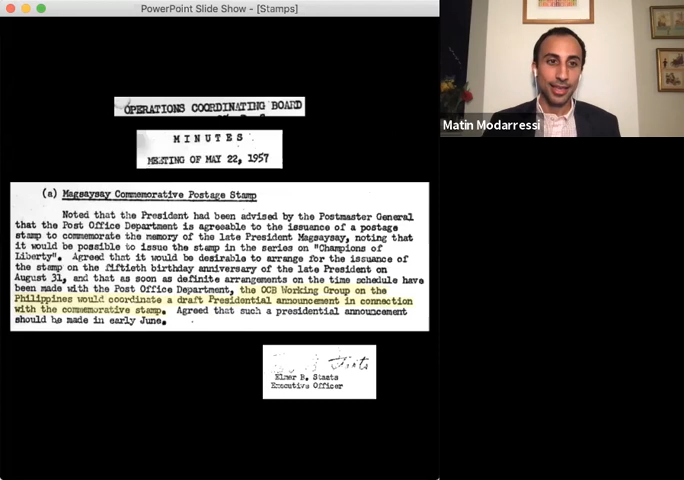 PowerPoint Slide Show - [Stamps]
OPERATIONS COORDINATING BOARD
MINUTES
MEETING OF MAY 22, 1957
(a) Magsaysay Commemorative Postage Stamp
Noted that the President had been advised by the Postmaster General
that the Post Office Department is agreeable to the issuance of a postage
stamp to commemorate the memory of the late President Magsaysay, noting that
it would be possible to issue the stamp in the series on "Champions of
Liberty". Agreed that it would be desirable to arrange for the issuance of
the stamp on the fiftieth birthday anniversary of the late President on
August 31, and that as soon as definite arrangements on the time schedule have
been made with the Post Office Department, the OCB Working Group on the
Philippines would coordinate a draft Presidential announcement in connection
with the commemorative stamp. Agreed that such a presidential announcement
should be made in early June.
Staats
Elmer B. Staats
Executive Officer
Matin Modarressi